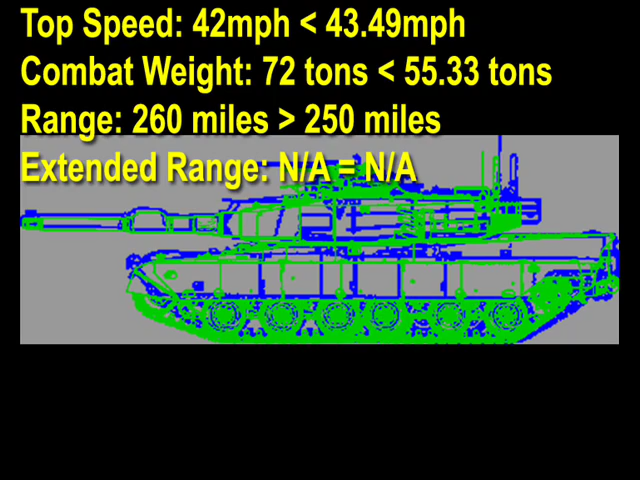 Top Speed: 42mph < 43.49mph
Combat Weight: 72 tons < 55.33 tons
Range: 260 miles > 250 miles
Extended Range: N/A = N/A